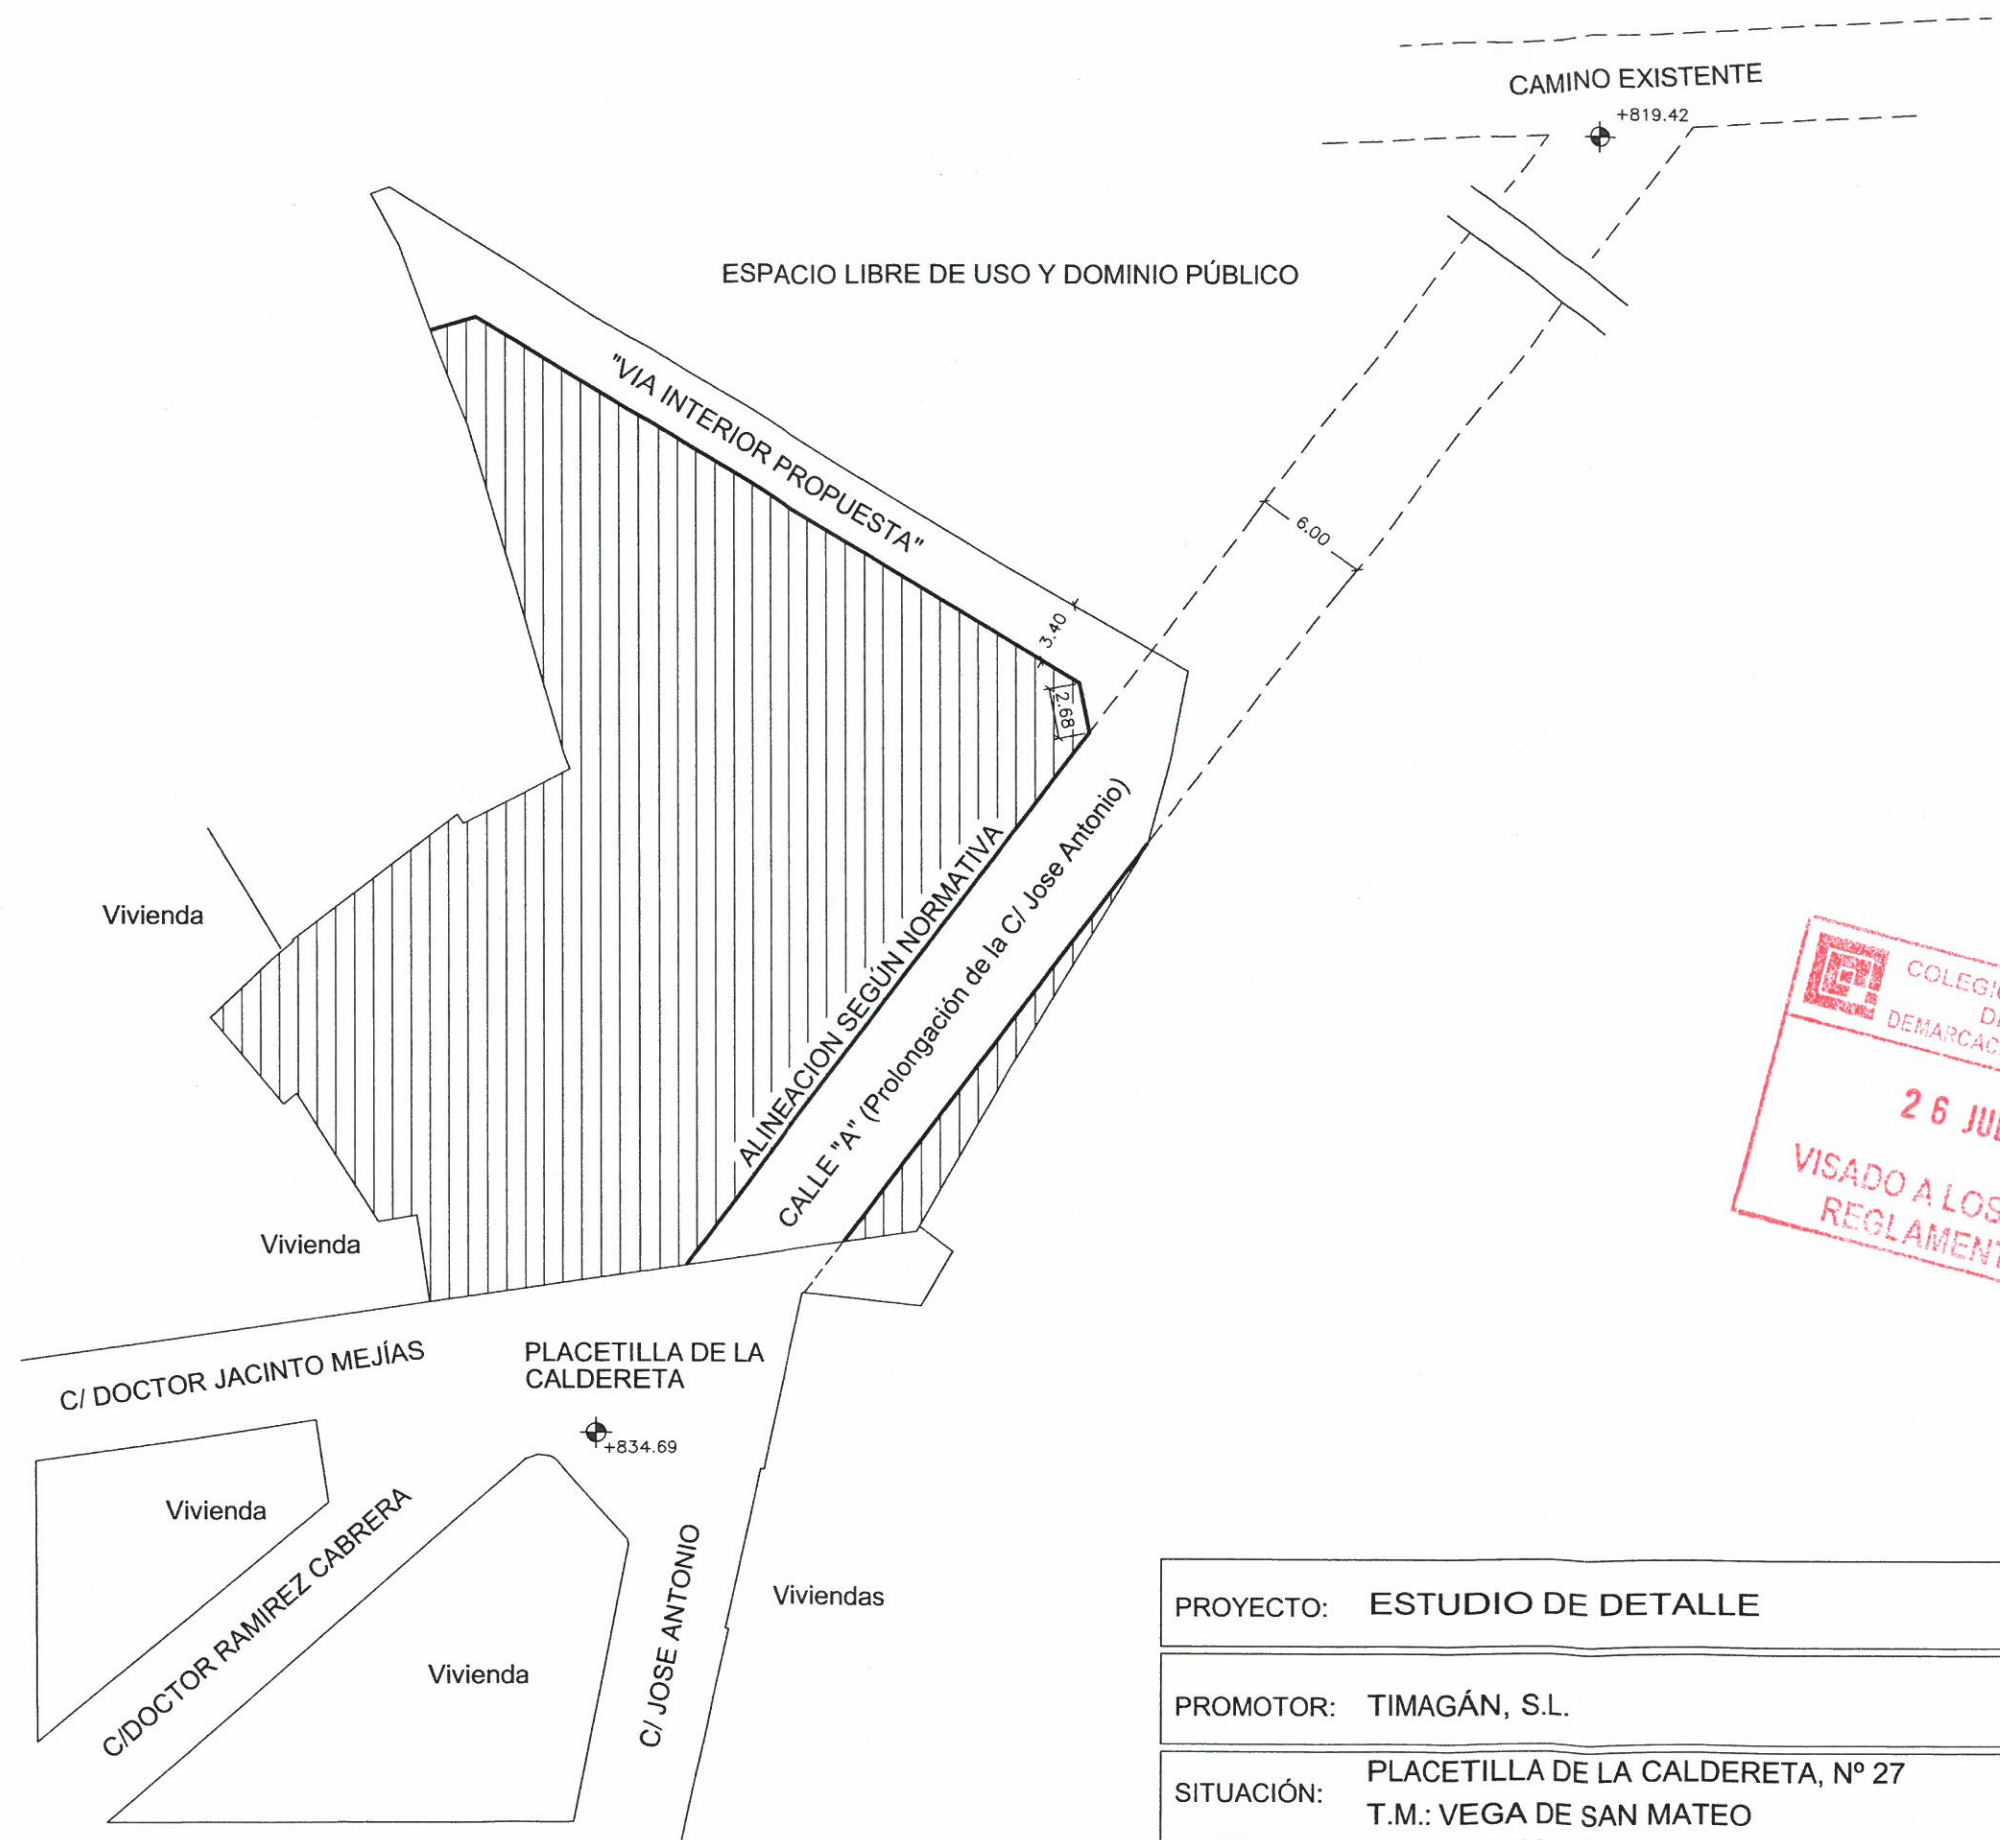 CAMINO EXISTENTE
+819.42
ESPACIO LIBRE DE USO Y DOMINIO PÚBLICO
"VIA INTERIOR PROPUESTA"
6.00
3.40
2.68
ALINEACION SEGÚN NORMATIVA
CALLE "A" (Prolongación de la C/ Jose Antonio)
Vivienda
Vivienda
C/ DOCTOR JACINTO MEJÍAS
PLACETILLA DE LA
CALDERETA
+834.69
Vivienda
C/DOCTOR RAMIREZ CABRERA
Vivienda
C/ JOSE ANTONIO
Viviendas
26
VISADO A LOS
PROYECTO: ESTUDIO DE DETALLE
PROMOTOR: TIMAGÁN, S.L.
SITUACIÓN: PLACETILLA DE LA CALDERETA, Nº 27
T.M.: VEGA DE SAN MATEO